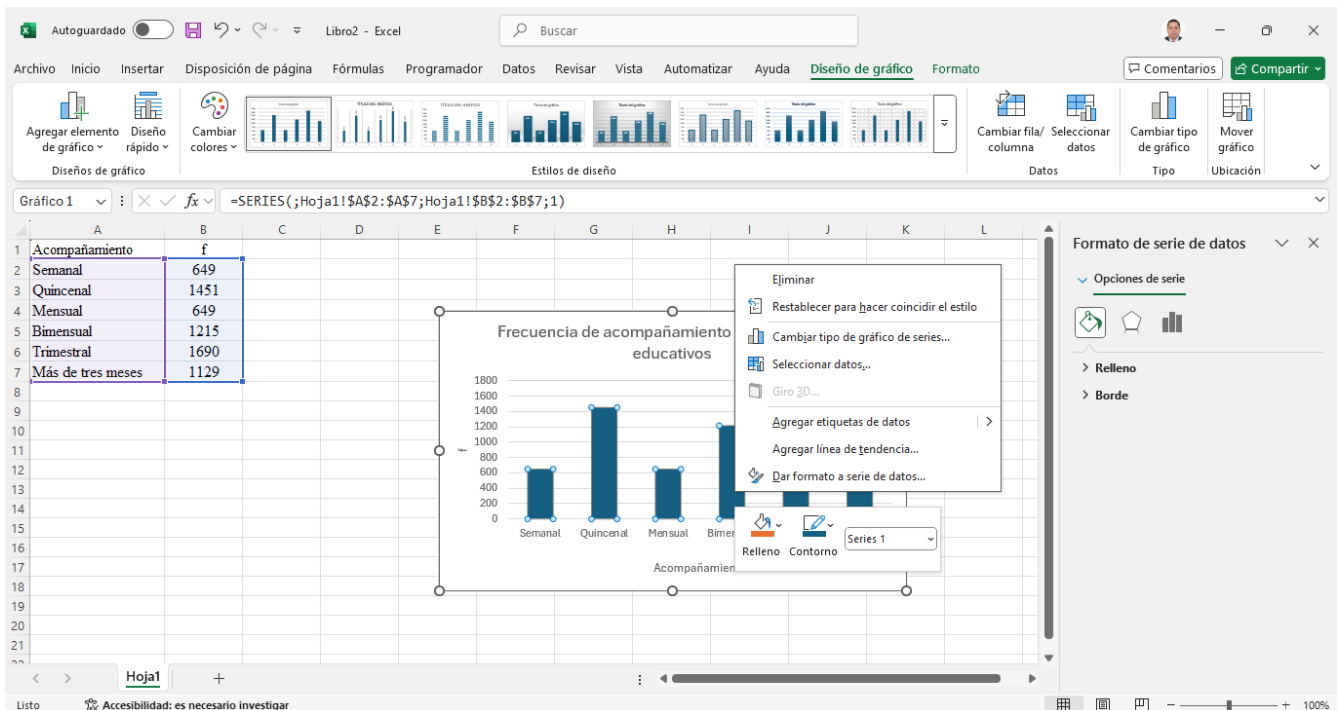 Autoguardado
Libro2 - Excel
Buscar
Archivo Inicio Insertar Disposición de página Fórmulas Programador Datos Revisar Vista Automatizar Ayuda Diseño de gráfico Formato
Comentarios
Compartir
Agregar elemento de gráfico
Diseño rápido
Cambiar colores
Cambiar fila/ columna
Seleccionar datos
Cambiar tipo de gráfico
Mover gráfico
Diseños de gráfico
Estilos de diseño
Datos
Tipo
Ubicación
Gráfico 1
fx
=SERIES(;Hoja1!$A$2:$A$7;Hoja1!$B$2:$B$7;1)
A B C D E F G H I J K L
1 Acompañamiento f
2 Semanal 649
3 Quincenal 1451
4 Mensual 649
5 Bimensual 1215
6 Trimestral 1690
7 Más de tres meses 1129
8
9
10
11
12
13
14
15
16
17
18
19
20
21
Frecuencia de acompañamiento
educativos
1800
1600
1400
1200
1000
800
600
400
200
0
f
Semanal Quincenal Mensual Bimer
Acompañamien
Eliminar
Restablecer para hacer coincidir el estilo
Cambiar tipo de gráfico de series...
Seleccionar datos...
Giro 3D...
Agregar etiquetas de datos
Agregar línea de tendencia...
Dar formato a serie de datos...
Relleno Contorno
Series 1
Formato de serie de datos
Opciones de serie
Relleno
Borde
Hoja1
Listo
Accesibilidad: es necesario investigar
100%